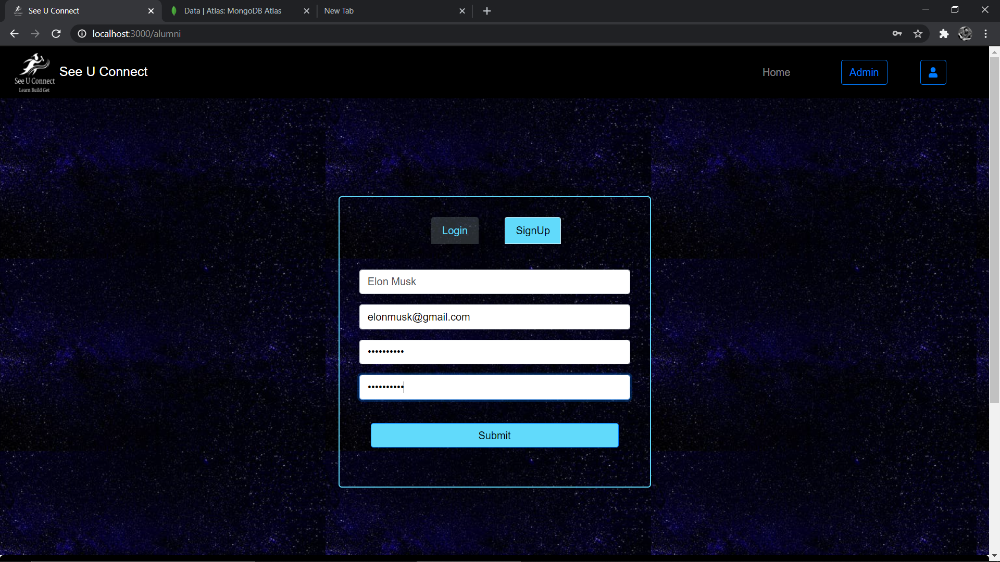 See U Connect
Data | Atlas: MongoDB Atlas
New Tab
localhost:3000/alumni
See U Connect
Learn Build Get
See U Connect
Home
Admin
Login
SignUp
Elon Musk
elonmusk@gmail.com
••••••••••
••••••••••
Submit